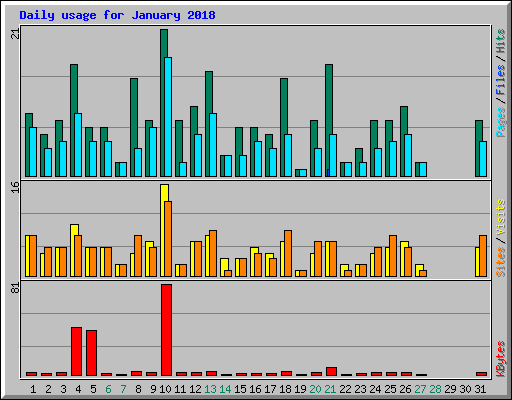 Daily usage for January 2018
21
Pages / Files / Hits
16
Sites / Visits
81
KBytes
1 2 3 4 5 6 7 8 9 10 11 12 13 14 15 16 17 18 19 20 21 22 23 24 25 26 27 28 29 30 31